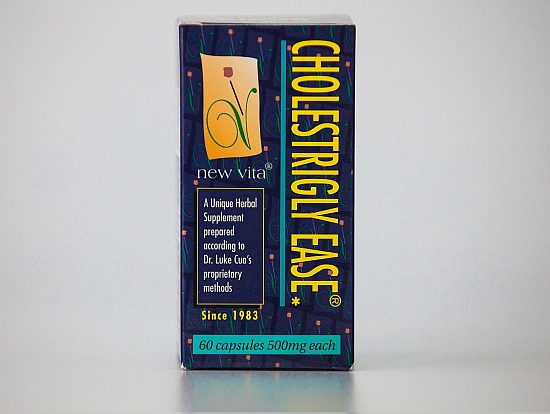 CHOLESTRIGLY EASE®*
new vita®
A Unique Herbal
Supplement
prepared
according to
Dr. Luke Cua's
proprietary
methods
Since 1983
60 capsules 500mg each